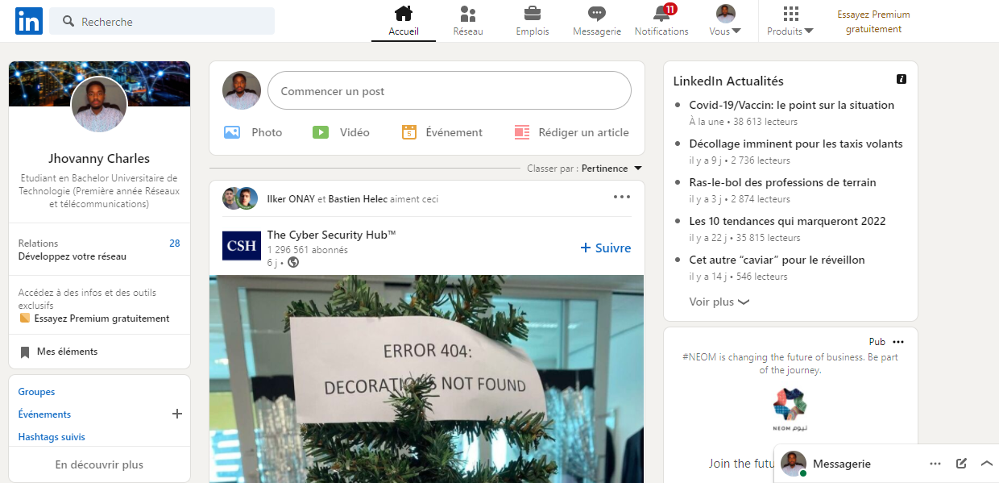 in
Recherche
Accueil
Réseau
Emplois
Messagerie
11
Notifications
Vous
Produits
Essayez Premium
gratuitement
Jhovanny Charles
Etudiant en Bachelor Universitaire de
Technologie (Première année Réseaux
et télécommunications)
Relations 28
Développez votre réseau
Accédez à des infos et des outils
exclusifs
Essayez Premium gratuitement
Mes éléments
Groupes
Événements
Hashtags suivis
En découvrir plus
Commencer un post
Photo
Vidéo
5
Événement
Rédiger un article
Classer par : Pertinence
Ilker ONAY et Bastien Helec aiment ceci
CSH
The Cyber Security Hub™
1 296 561 abonnés
6 j •
+ Suivre
ERROR 404:
DECORATIONS NOT FOUND
LinkedIn Actualités
Covid-19/Vaccin: le point sur la situation
À la une • 38 613 lecteurs
Décollage imminent pour les taxis volants
il y a 9 j • 2 736 lecteurs
Ras-le-bol des professions de terrain
il y a 3 j • 2 874 lecteurs
Les 10 tendances qui marqueront 2022
il y a 22 j • 35 815 lecteurs
Cet autre “caviar” pour le réveillon
il y a 14 j • 546 lecteurs
Voir plus
Pub
#NEOM is changing the future of business. Be part
of the journey.
NEOM نيوم
Join the futu
Messagerie